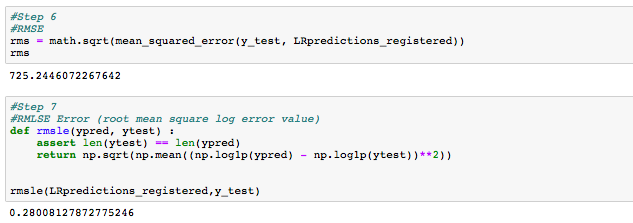 #Step 6
#RMSE
rms = math.sqrt(mean_squared_error(y_test, LRpredictions_registered))
rms
725.2446072267642
#Step 7
#RMLSE Error (root mean square log error value)
def rmsle(ypred, ytest) :
    assert len(ytest) == len(ypred)
    return np.sqrt(np.mean((np.log1p(ypred) - np.log1p(ytest))**2))
rmsle(LRpredictions_registered,y_test)
0.28008127872775246